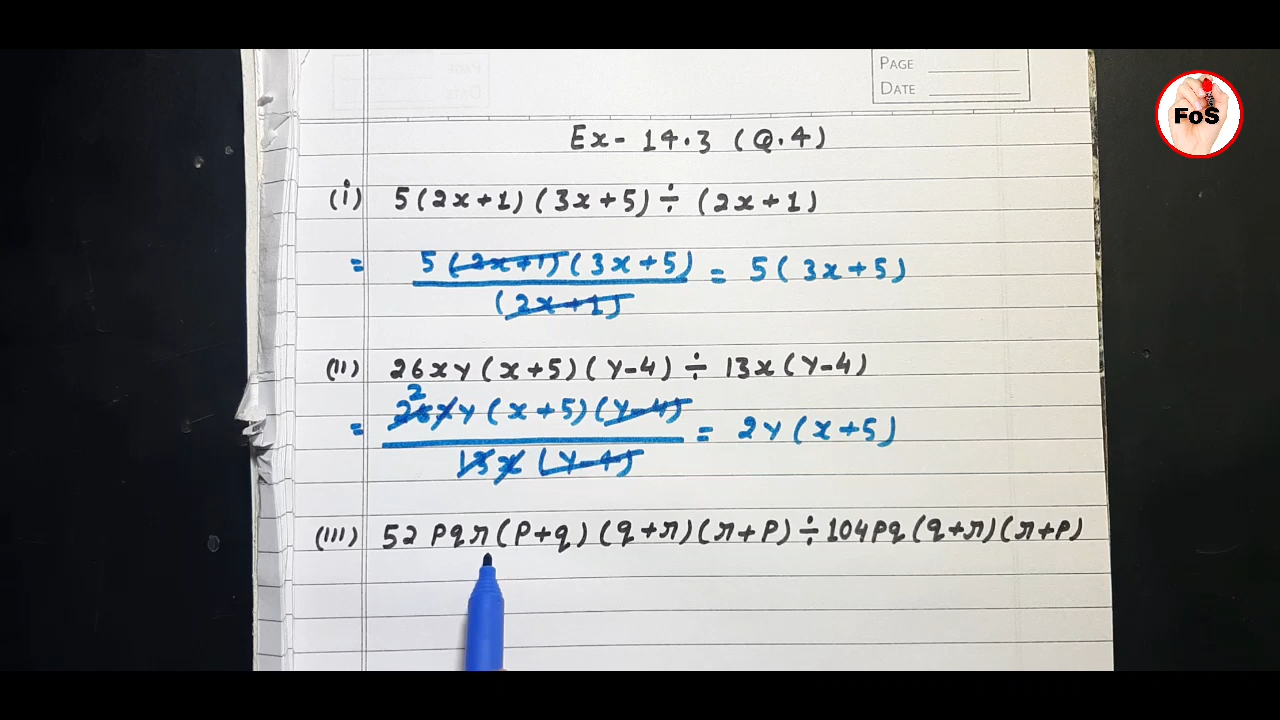 PAGE
DATE
FoS
Ex- 14.3 (Q.4)
(i) 5(2x+1)(3x+5) ÷ (2x+1)
= 5(2x+1)(3x+5) = 5(3x+5)
(2x+1)
(ii) 26xy(x+5)(y-4) ÷ 13x(y-4)
2
= 26xy(x+5)(y-4) = 2y(x+5)
13x(y-4)
(iii) 52pqr(p+q)(q+r)(r+p) ÷ 104pq(q+r)(r+p)